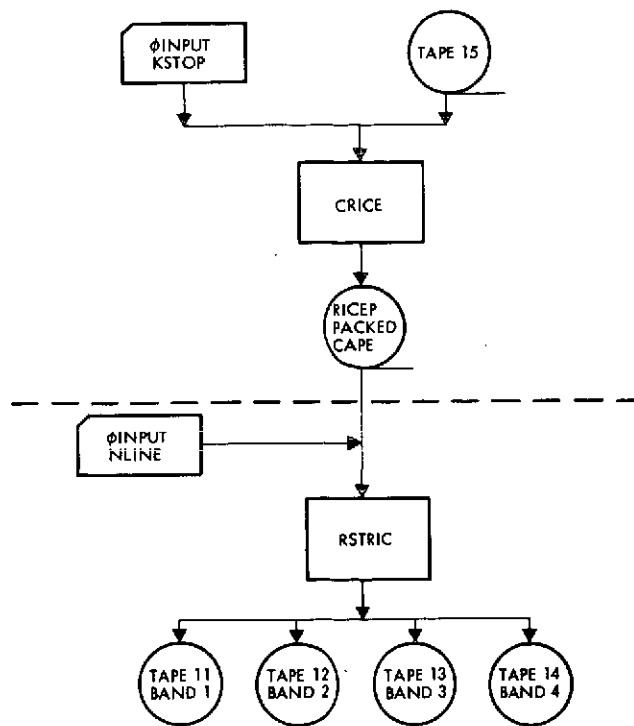 φINPUT
KSTOP
TAPE 15
CRICE
RICEP
PACKED
CAPE
φINPUT
NLINE
RSTRIC
TAPE 11
BAND 1
TAPE 12
BAND 2
TAPE 13
BAND 3
TAPE 14
BAND 4